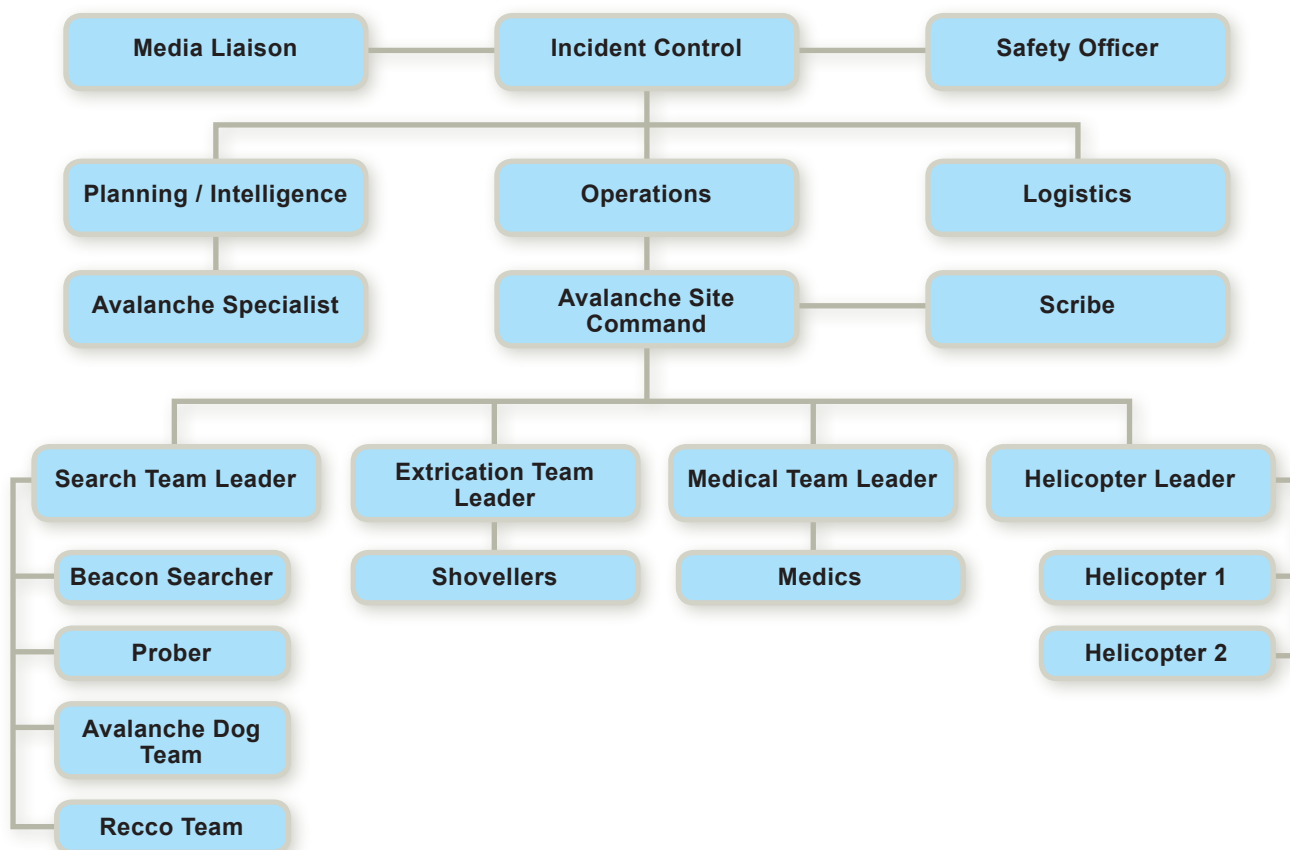 Media Liaison
Incident Control
Safety Officer
Planning / Intelligence
Operations
Logistics
Avalanche Specialist
Avalanche Site
Command
Scribe
Search Team Leader
Extrication Team
Leader
Medical Team Leader
Helicopter Leader
Beacon Searcher
Shovellers
Medics
Helicopter 1
Prober
Helicopter 2
Avalanche Dog
Team
Recco Team